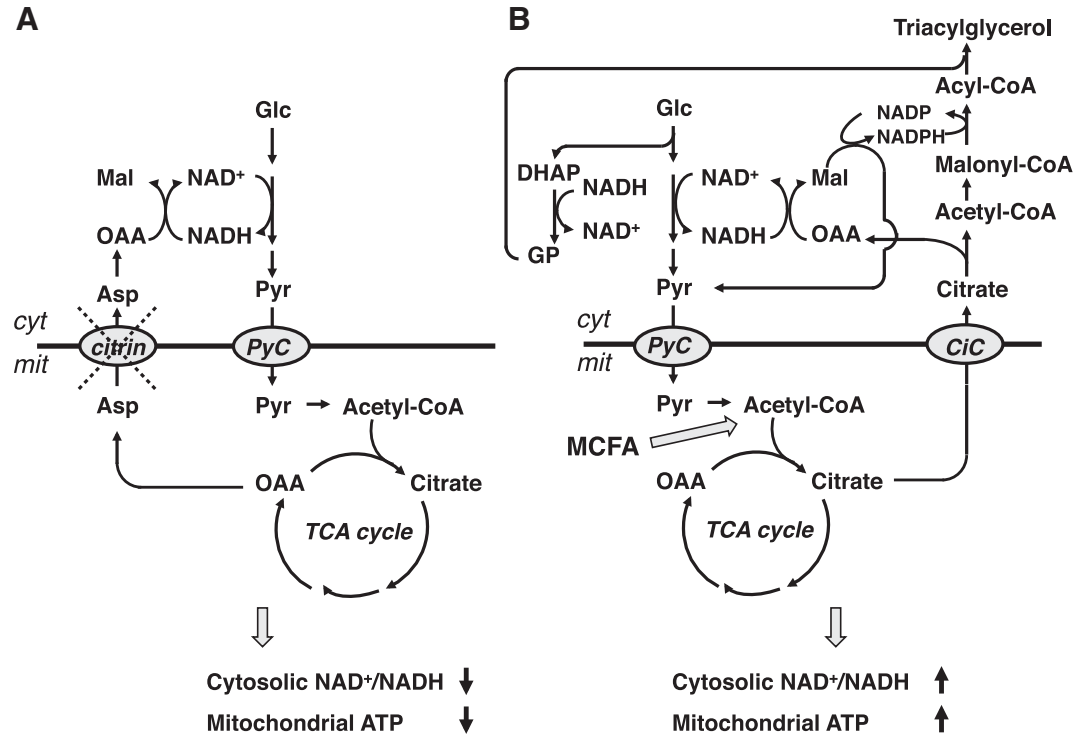 A
Glc
Mal
NAD⁺
OAA
NADH
Asp
Pyr
cyt
citrin
PyC
mit
Asp
Pyr
Acetyl-CoA
OAA
Citrate
TCA cycle
Cytosolic NAD⁺/NADH
Mitochondrial ATP
B
Triacylglycerol
Acyl-CoA
Glc
NADP
NADPH
DHAP
NADH
NAD⁺
Mal
Malonyl-CoA
Acetyl-CoA
NAD⁺
NADH
OAA
GP
Pyr
Citrate
cyt
PyC
CiC
mit
Pyr
Acetyl-CoA
MCFA
OAA
Citrate
TCA cycle
Cytosolic NAD⁺/NADH
Mitochondrial ATP